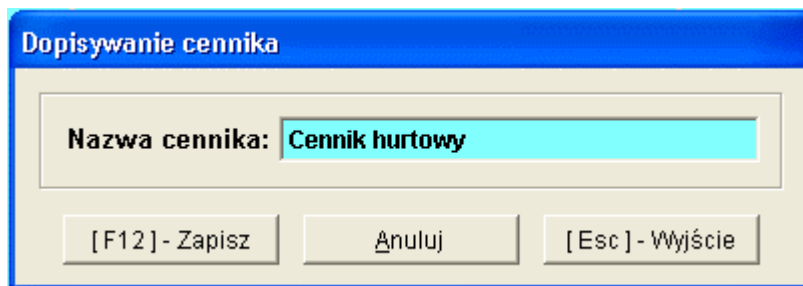 Dopisywanie cennika
Nazwa cennika: Cennik hurtowy
[ F12 ] - Zapisz Anuluj [ Esc ] - Wyjście